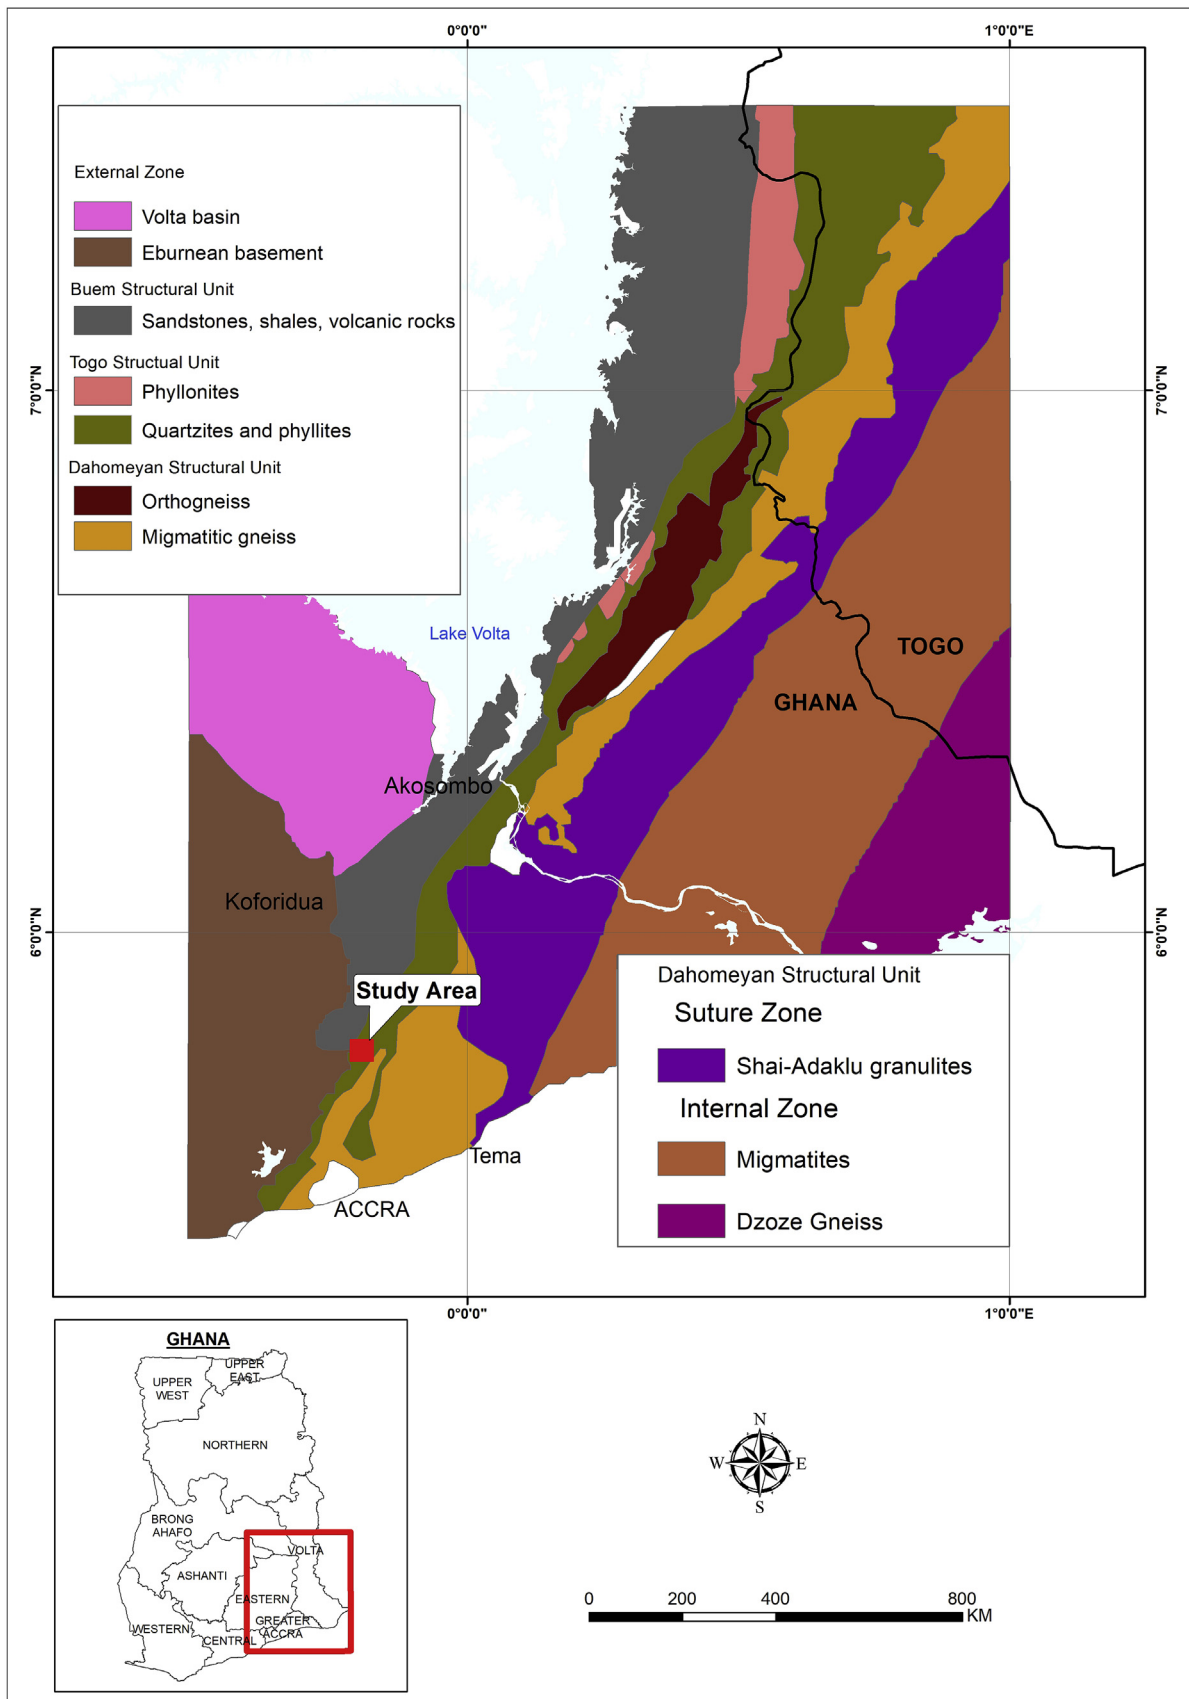 0°0'0"
1°0'0"E
External Zone
Volta basin
Eburnean basement
Buem Structural Unit
Sandstones, shales, volcanic rocks
Togo Structual Unit
Phyllonites
Quartzites and phyllites
Dahomeyan Structural Unit
Orthogneiss
Migmatitic gneiss
7°0'0"N
7°0'0"N
Lake Volta
TOGO
GHANA
Akosombo
Koforidua
6°0'0"N
6°0'0"N
Study Area
Tema
ACCRA
Dahomeyan Structural Unit
Suture Zone
Shai-Adaklu granulites
Internal Zone
Migmatites
Dzoze Gneiss
0°0'0"
1°0'0"E
GHANA
UPPER
EAST
UPPER
WEST
NORTHERN
BRONG
AHAFO
VOLTA
ASHANTI
EASTERN
GREATER
ACCRA
WESTERN
CENTRAL
N
W
E
S
0
200
400
800
KM